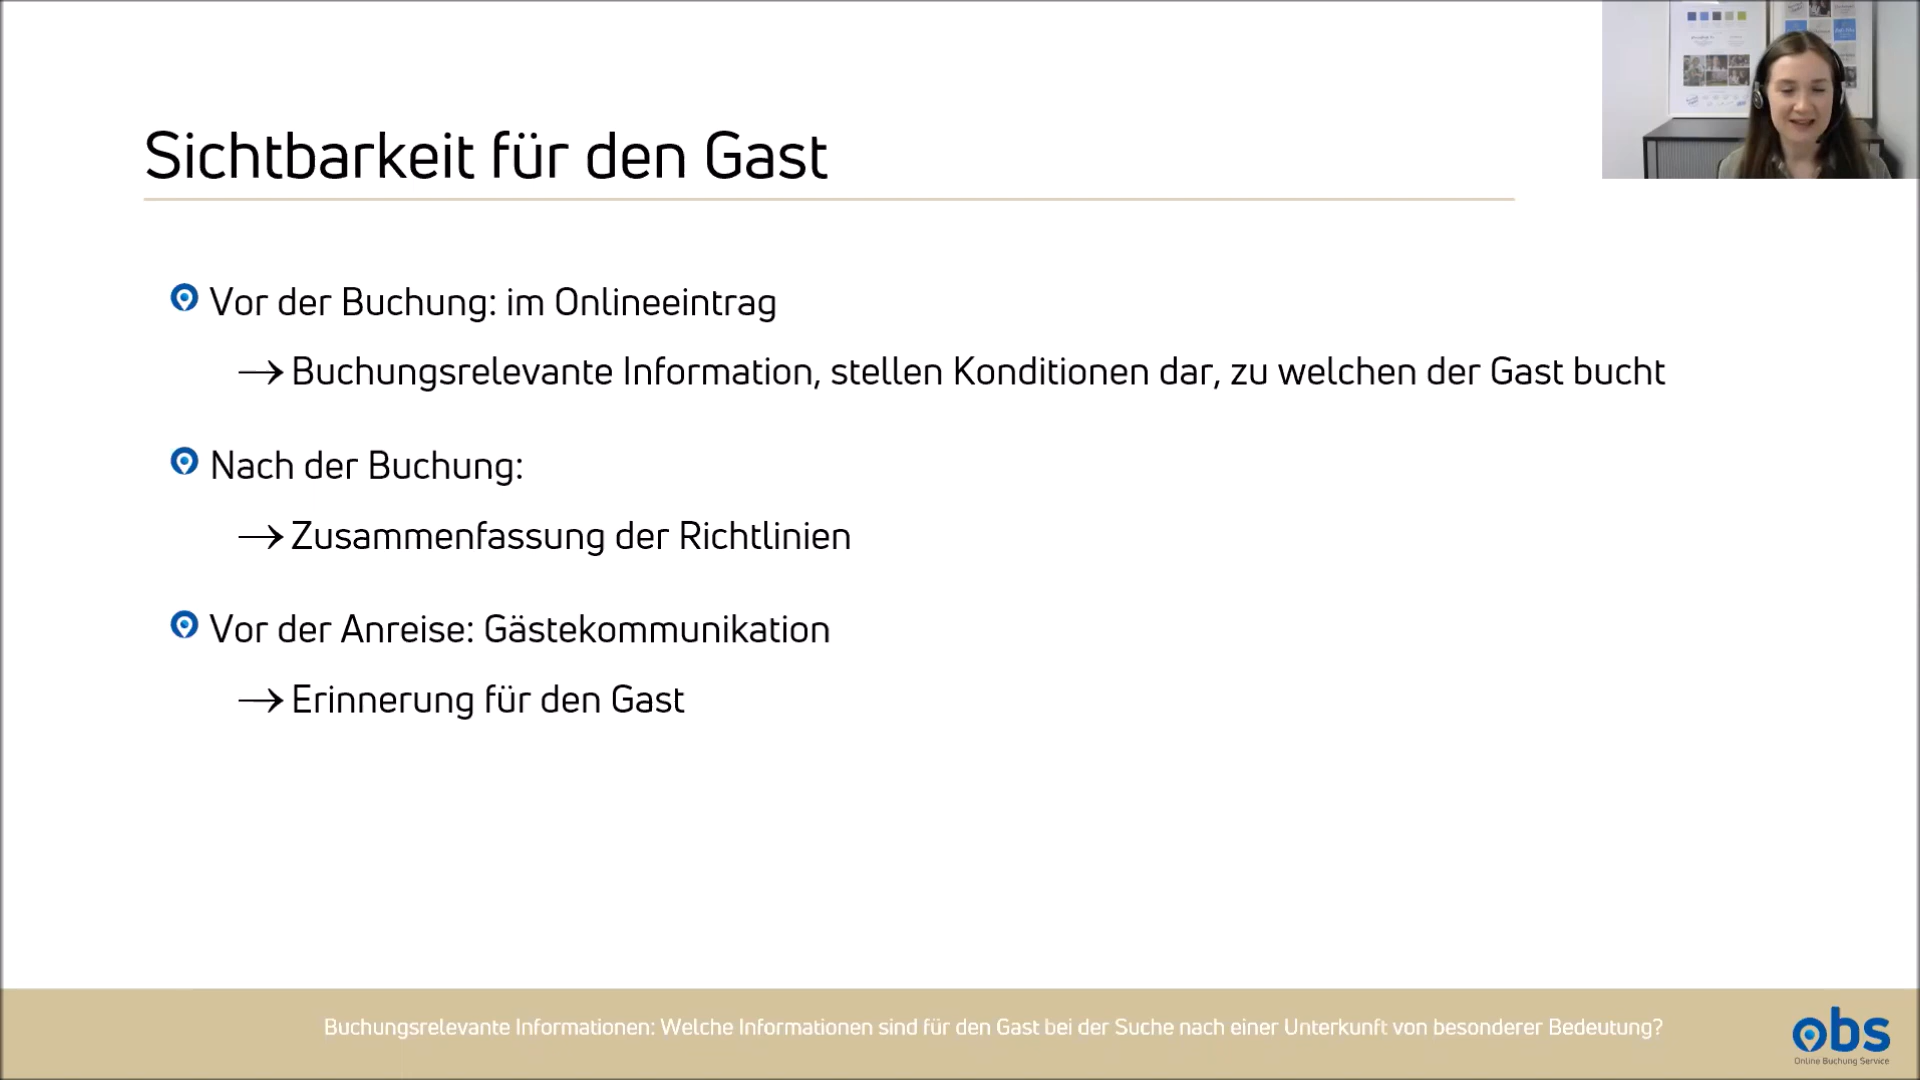 Sichtbarkeit für den Gast
Vor der Buchung: im Onlineeintrag
→ Buchungsrelevante Information, stellen Konditionen dar, zu welchen der Gast bucht
Nach der Buchung:
→ Zusammenfassung der Richtlinien
Vor der Anreise: Gästekommunikation
→ Erinnerung für den Gast
Buchungsrelevante Informationen: Welche Informationen sind für den Gast bei der Suche nach einer Unterkunft von besonderer Bedeutung?
obs
Online Buchung Service